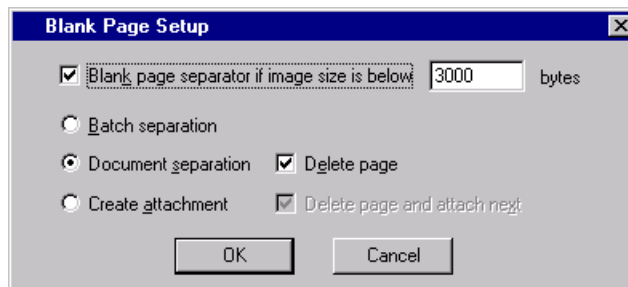 Blank Page Setup
Blank page separator if image size is below 3000 bytes
Batch separation
Document separation Delete page
Create attachment Delete page and attach next
OK Cancel